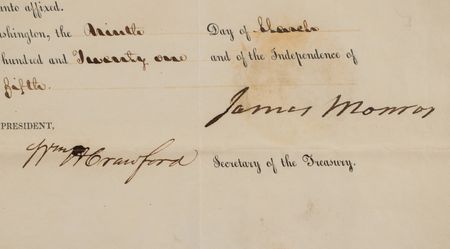 unto affixed.
shington, the Ninth Day of March
hundred and Twenty one and of the Independence of
fifth.
James Monroe
PRESIDENT,
Wm H Crawford Secretary of the Treasury.